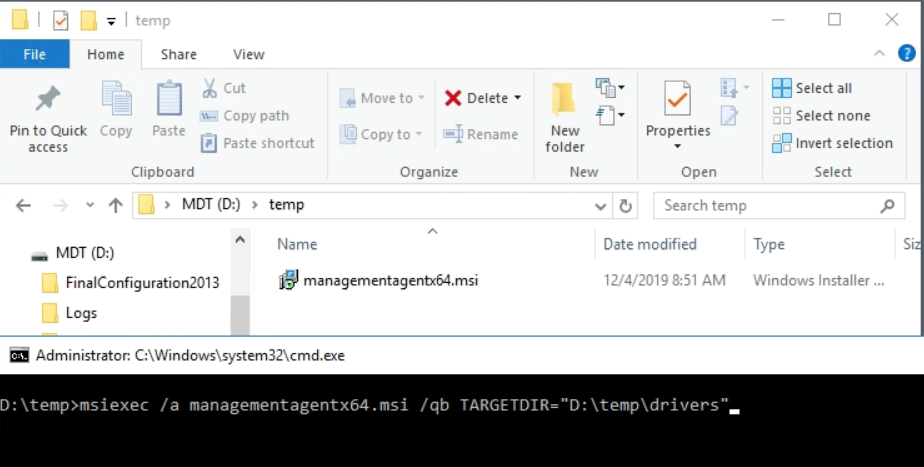 temp
File Home Share View
Pin to Quick access
Copy
Paste
Cut
Copy path
Paste shortcut
Clipboard
Move to
Copy to
Delete
Rename
Organize
New folder
New
Properties
Open
Select all
Select none
Invert selection
Select
MDT (D:) > temp
Search temp
Name Date modified Type Siz
MDT (D:)
FinalConfiguration2013
Logs
managementagentx64.msi 12/4/2019 8:51 AM Windows Installer ...
Administrator: C:\Windows\system32\cmd.exe
D:\temp>msiexec /a managementagentx64.msi /qb TARGETDIR="D:\temp\drivers"